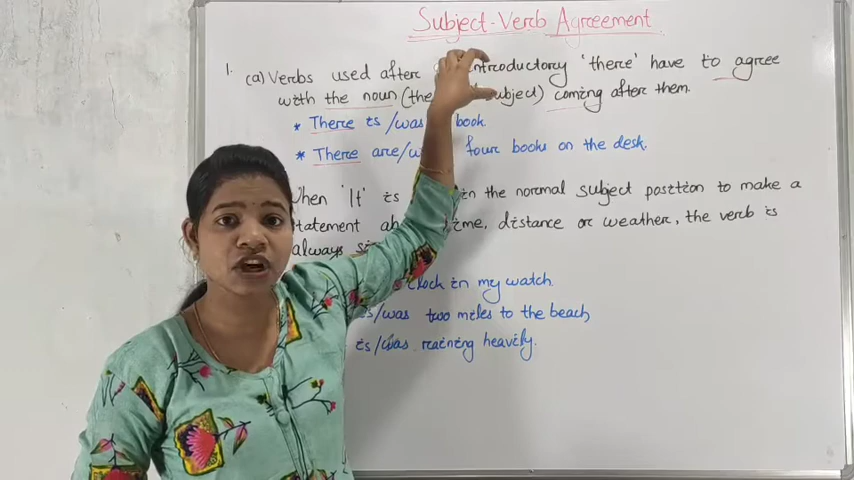 Subject-Verb Agreement
1. (a) Verbs used after introductory 'there' have to agree
with the noun (the subject) coming after them.
* There is /was book.
* There are/ four books on the desk.
When 'It' is in the normal subject position to make a
statement time, distance or weather, the verb is
always
clock in my watch.
is/was two miles to the beach
is/was raining heavily.